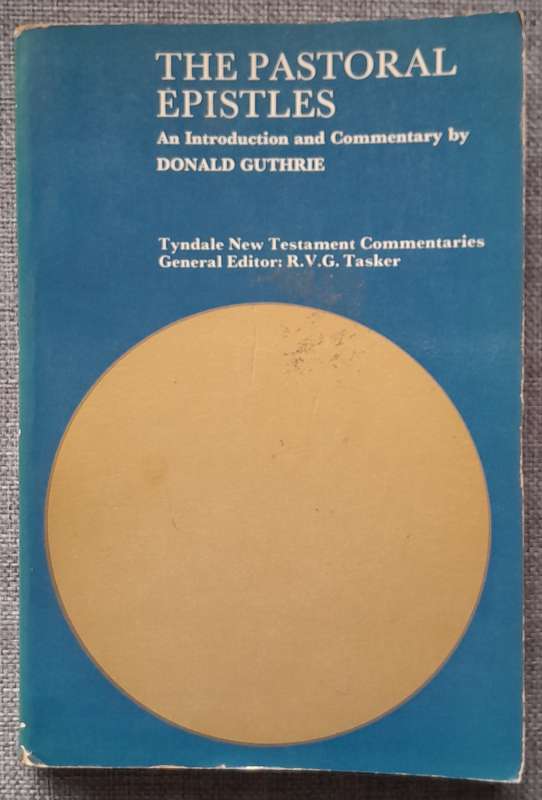 THE PASTORAL
EPISTLES
An Introduction and Commentary by
DONALD GUTHRIE
Tyndale New Testament Commentaries
General Editor: R.V.G. Tasker